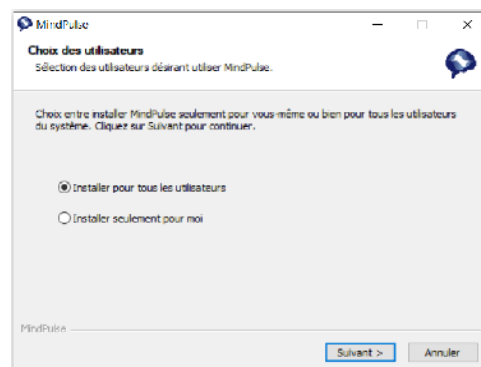 MindPulse
Choix des utilisateurs
Sélection des utilisateurs désirant utiliser MindPulse.
Choix entre installer MindPulse seulement pour vous-même ou bien pour tous les utilisateurs
du système. Cliquez sur Suivant pour continuer.
Installer pour tous les utilisateurs
Installer seulement pour moi
MindPulse
Suivant >
Annuler